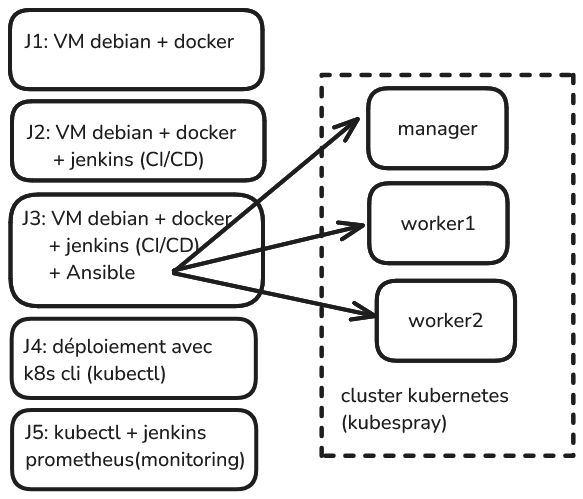 J1: VM debian + docker
J2: VM debian + docker
+ jenkins (CI/CD)
J3: VM debian + docker
+ jenkins (CI/CD)
+ Ansible
J4: déploiement avec
k8s cli (kubectl)
J5: kubectl + jenkins
prometheus(monitoring)
manager
worker1
worker2
cluster kubernetes
(kubespray)